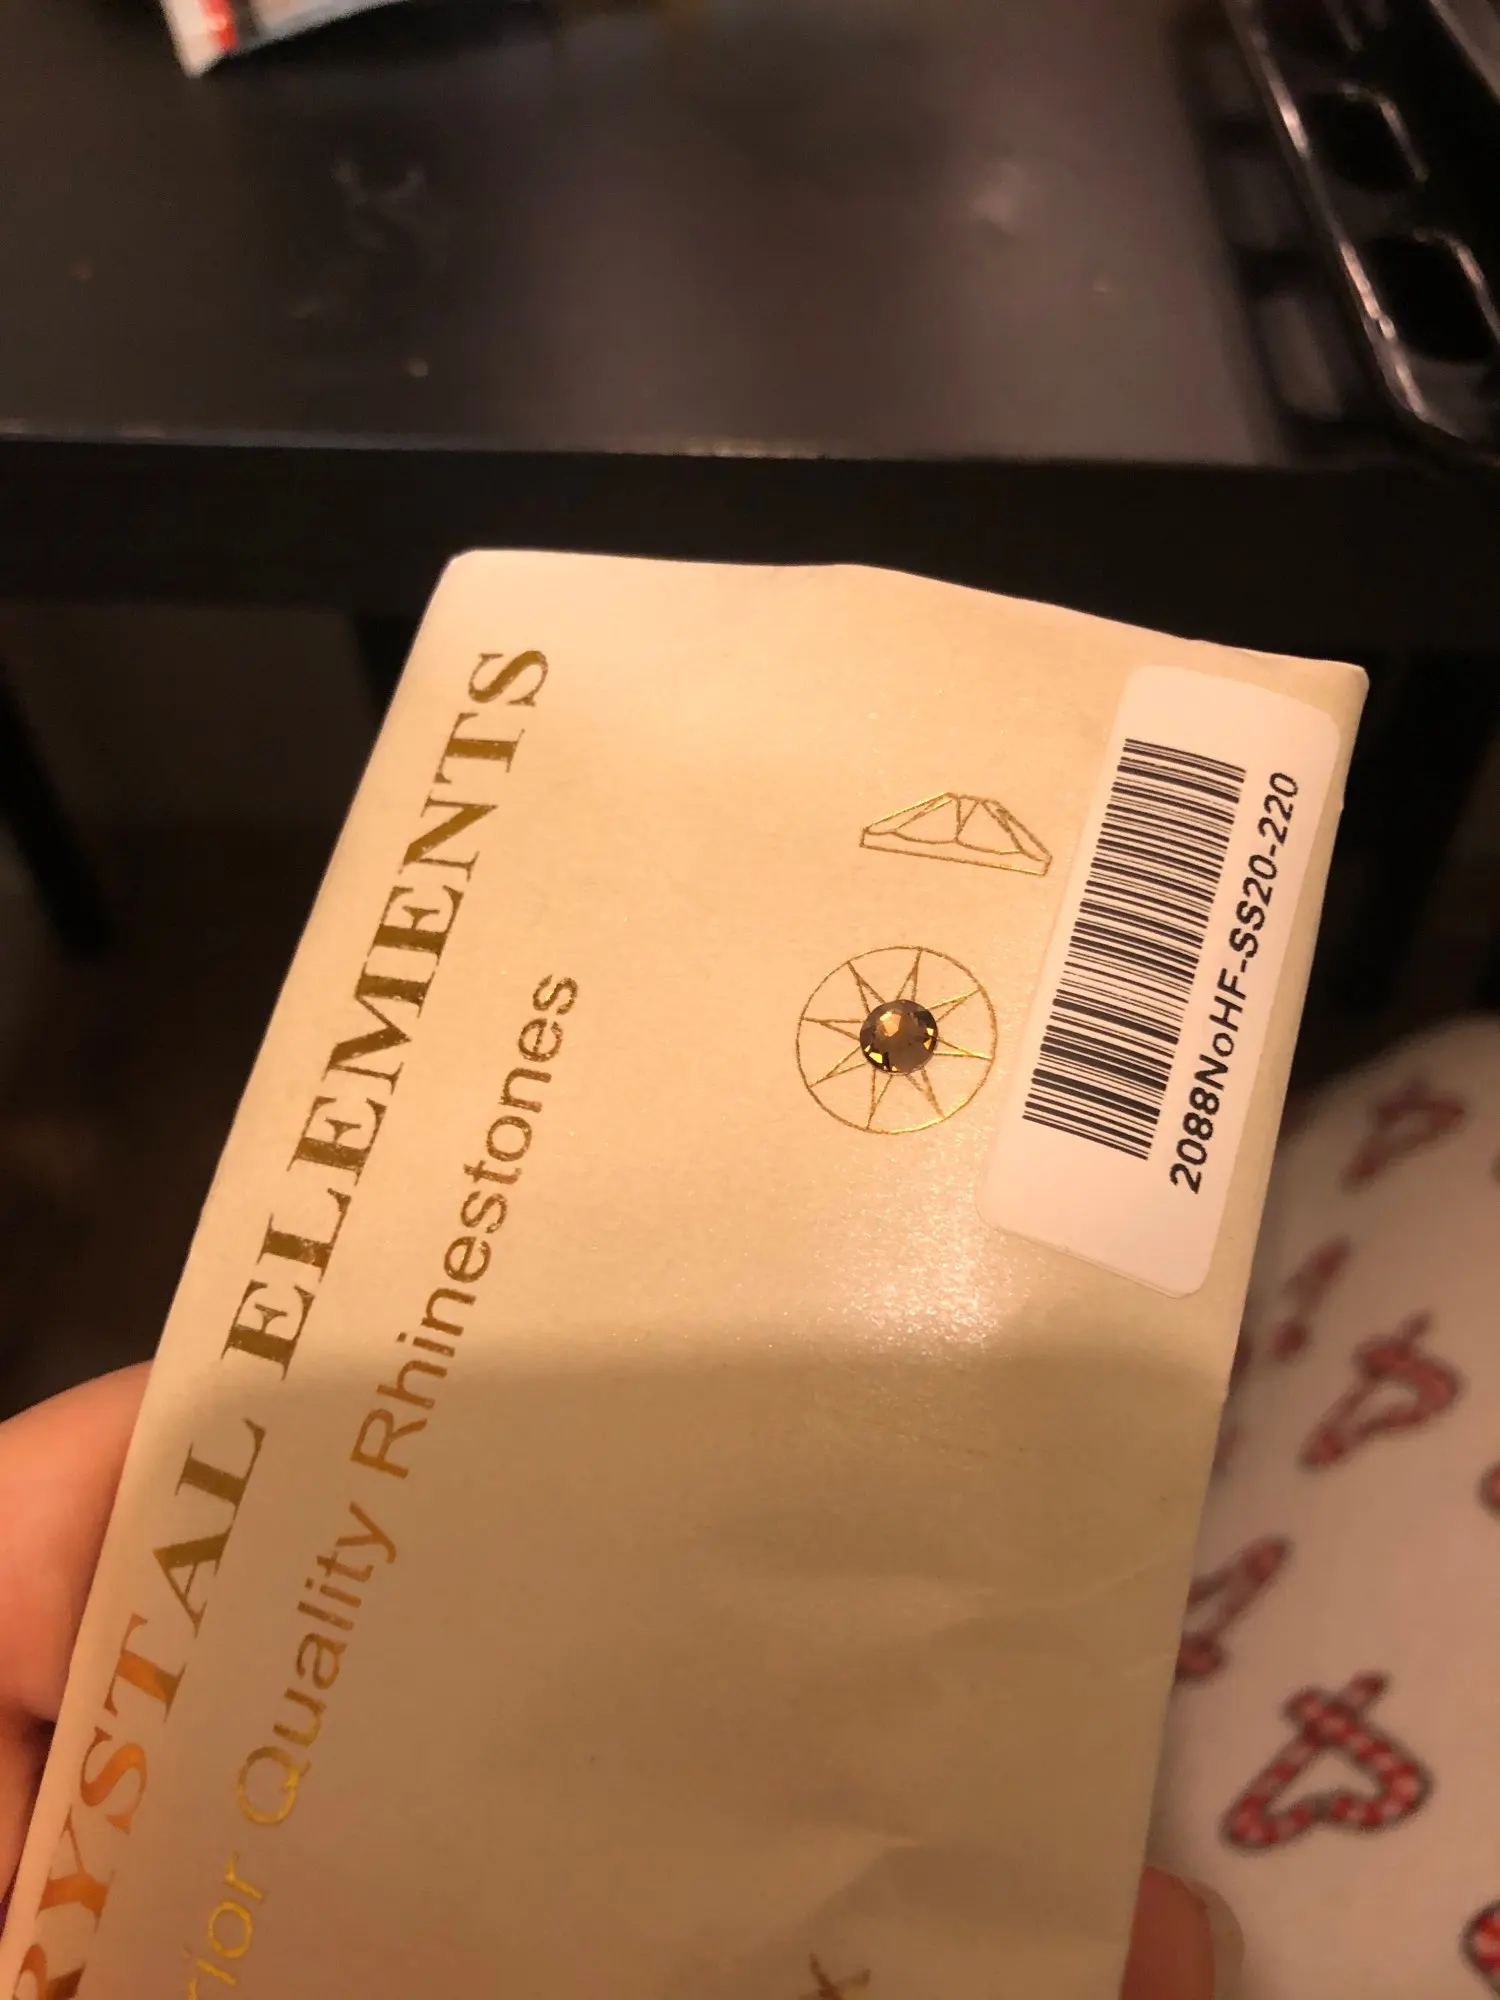 RYSTAL ELEMENTS
rior Quality Rhinestones
2088NoHF-SS20-220